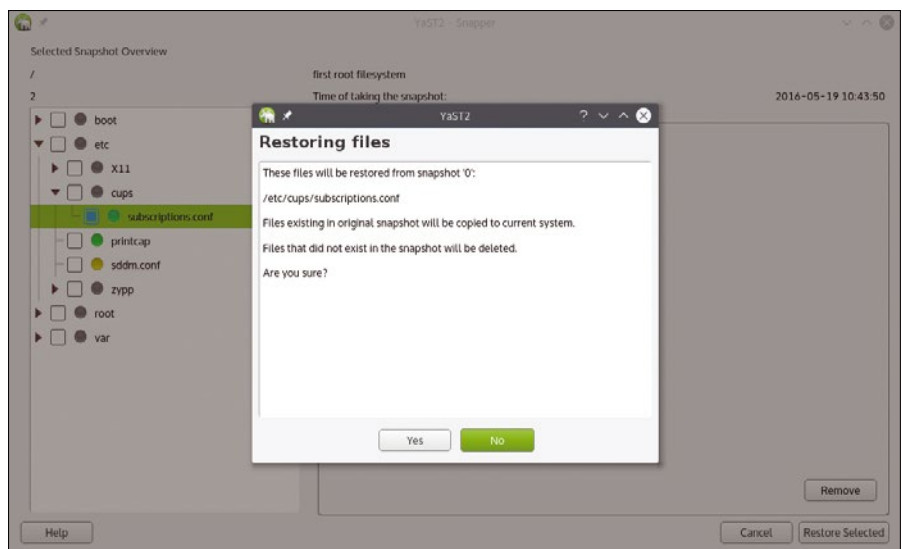 YaST2 - Snapper
Selected Snapshot Overview
/
first root filesystem
2
Time of taking the snapshot:
2016-05-19 10:43:50
boot
etc
X11
cups
subscriptions.conf
printcap
sddm.conf
zypp
root
var
YaST2
?
Restoring files
These files will be restored from snapshot '0':
/etc/cups/subscriptions.conf
Files existing in original snapshot will be copied to current system.
Files that did not exist in the snapshot will be deleted.
Are you sure?
Yes
No
Remove
Help
Cancel
Restore Selected